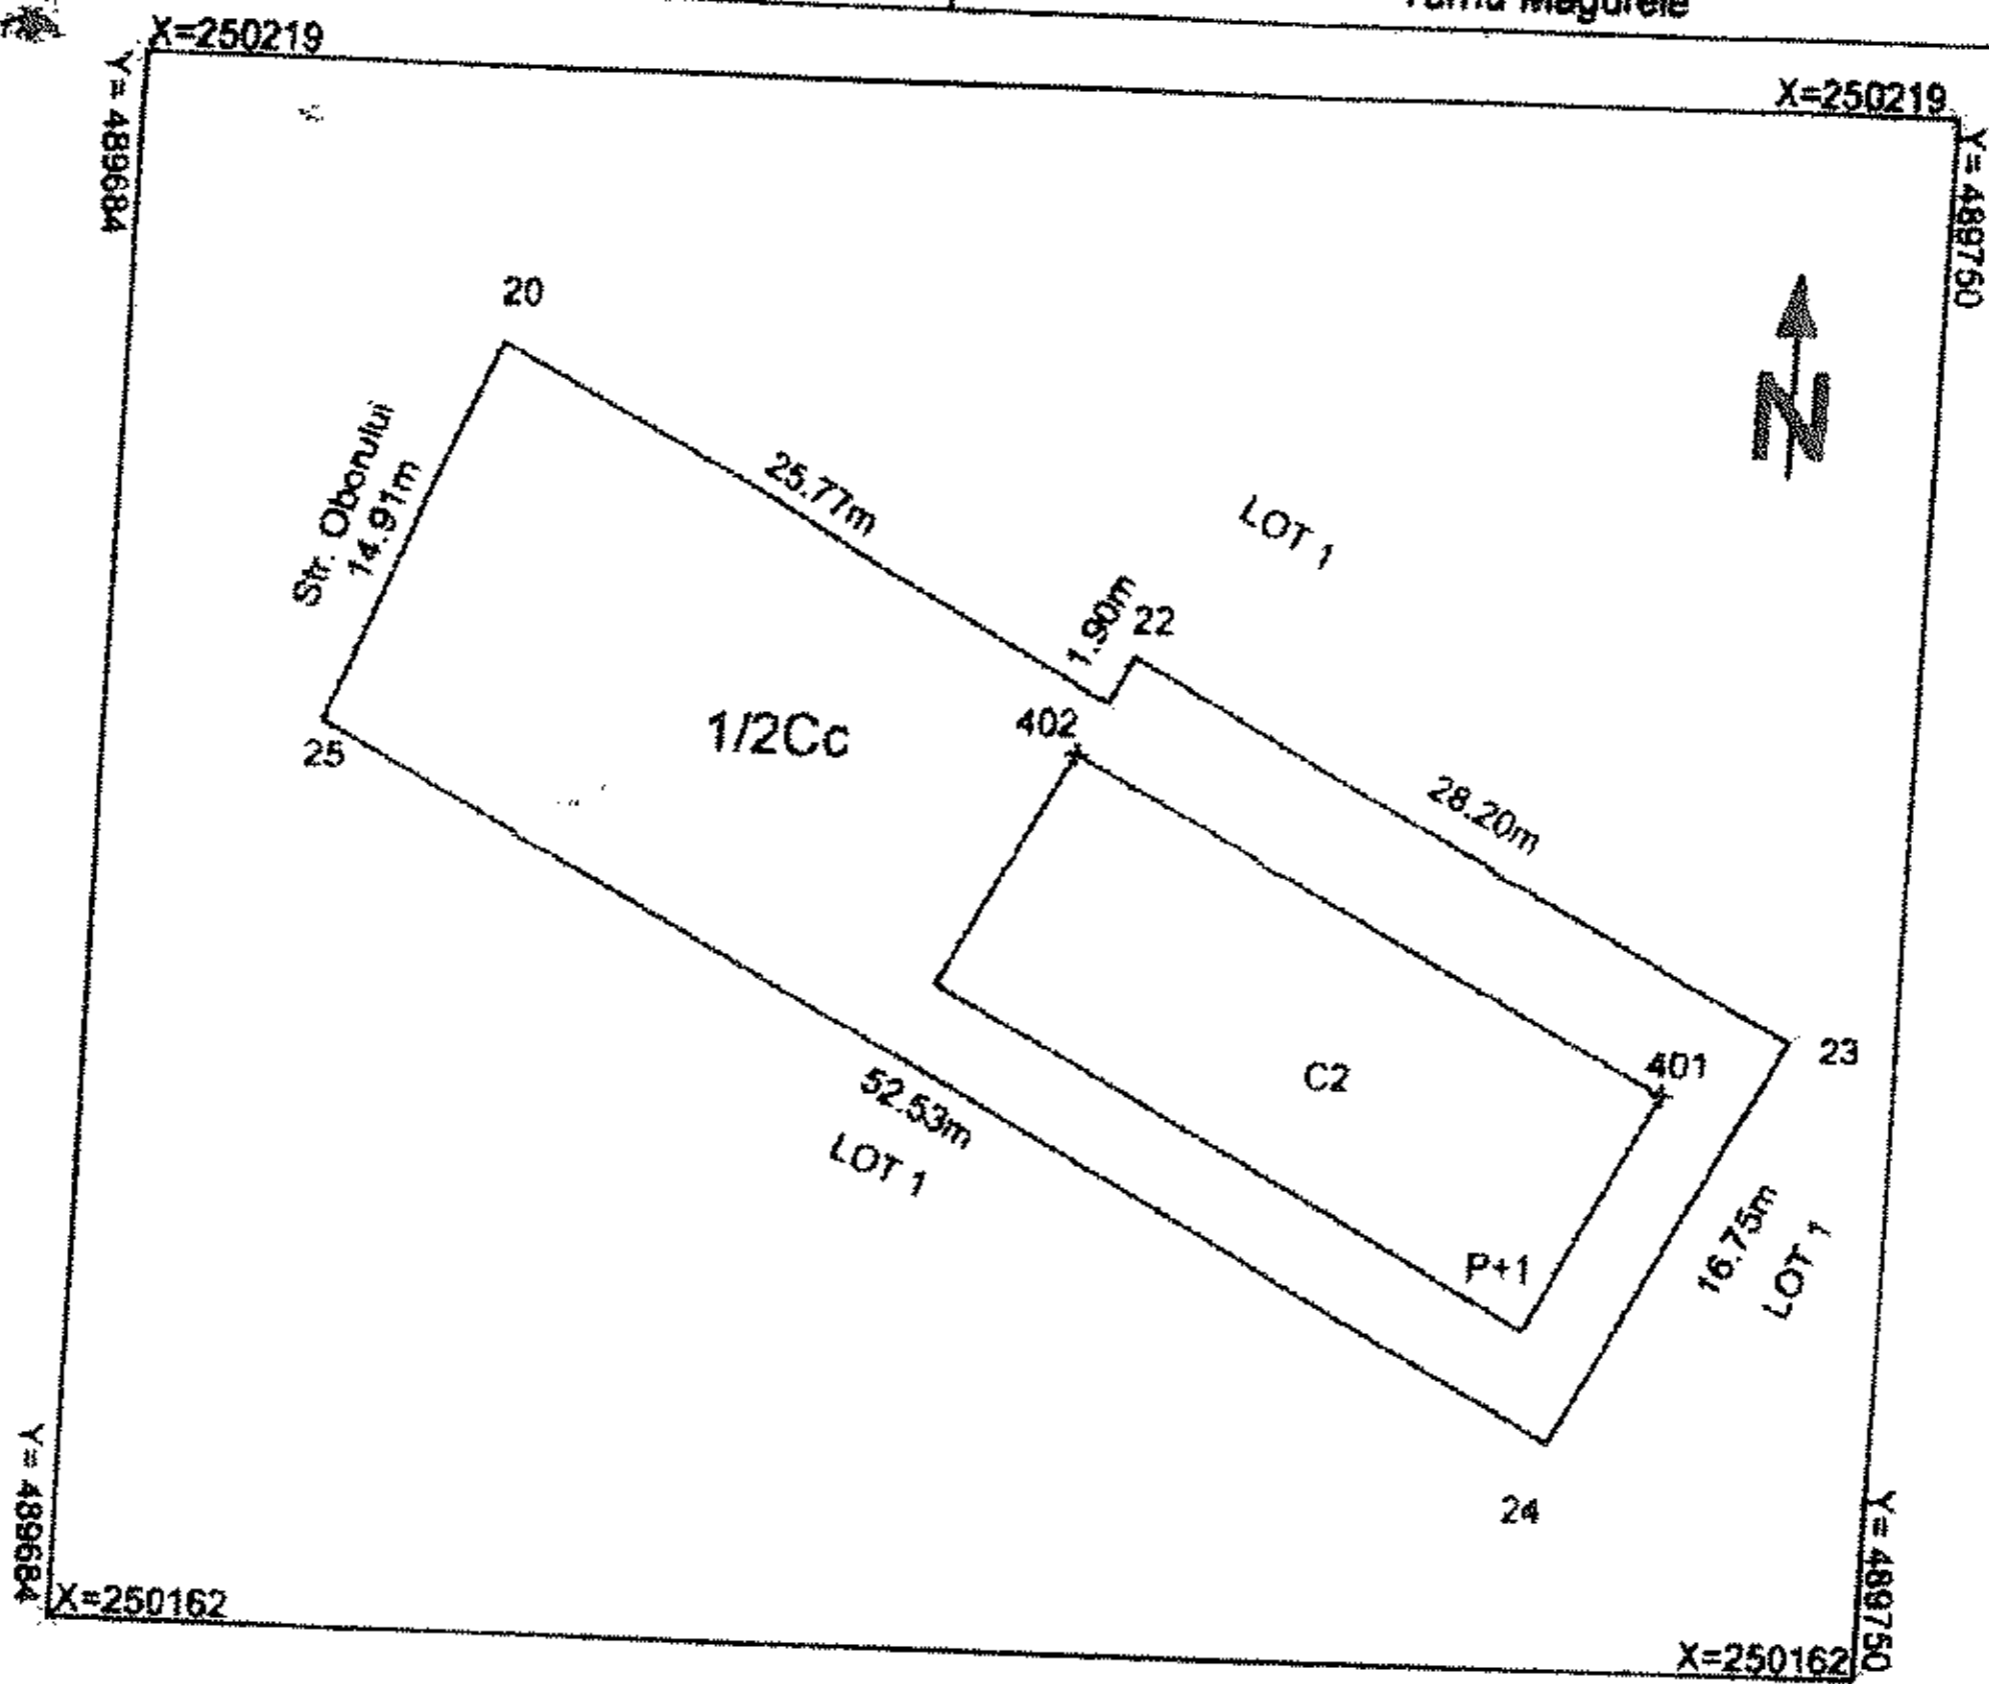 Magurele
X=250219
X=250219
Y= 489684
Y= 489750
20
N
Str. Oborului
14.91m
25.77m
LOT 1
1.90m
22
402
1/2Cc
25
28.20m
23
401
C2
52.53m
LOT 1
16.75m
LOT 1
P+1
24
Y= 489684
Y= 489750
X=250162
X=250162